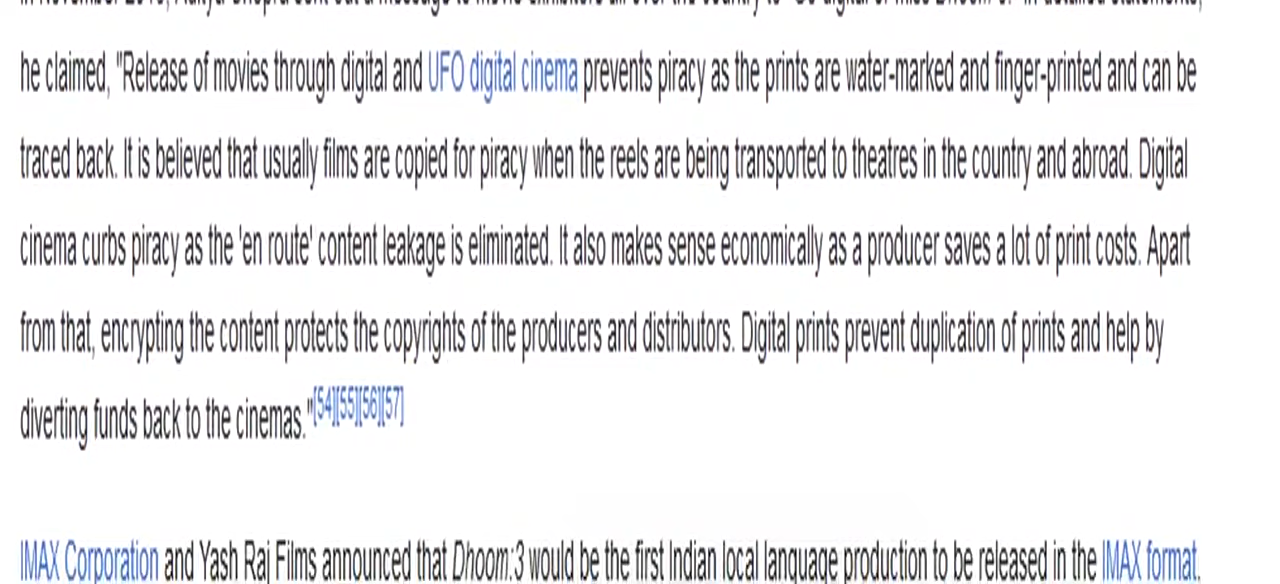 he claimed, "Release of movies through digital and UFO digital cinema prevents piracy as the prints are water-marked and finger-printed and can be
traced back. It is believed that usually films are copied for piracy when the reels are being transported to theatres in the country and abroad. Digital
cinema curbs piracy as the 'en route' content leakage is eliminated. It also makes sense economically as a producer saves a lot of print costs. Apart
from that, encrypting the content protects the copyrights of the producers and distributors. Digital prints prevent duplication of prints and help by
diverting funds back to the cinemas."[54][55][56][57]
IMAX Corporation and Yash Raj Films announced that Dhoom:3 would be the first Indian local language production to be released in the IMAX format.